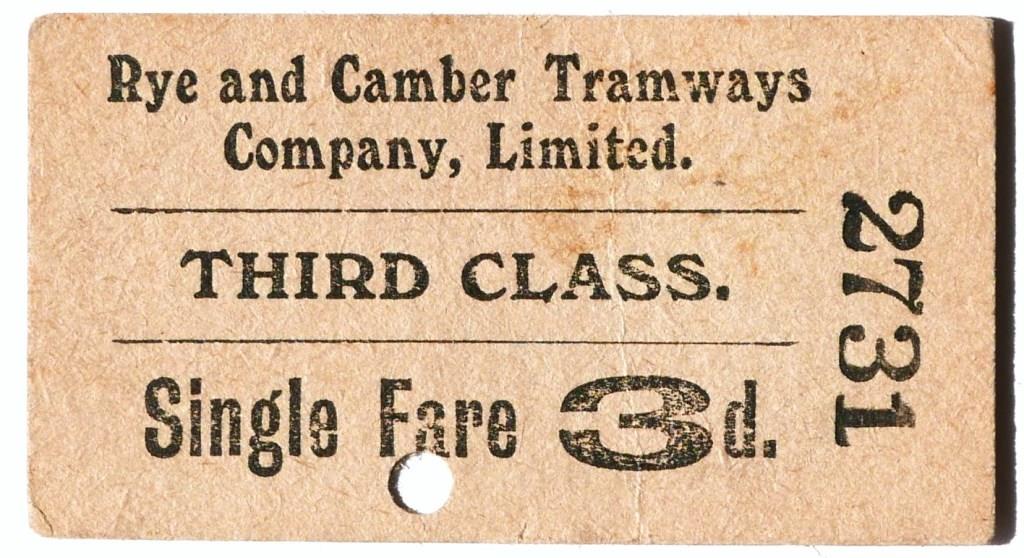 Rye and Camber Tramways
Company, Limited.
THIRD CLASS.
Single Fare 3d.
2731